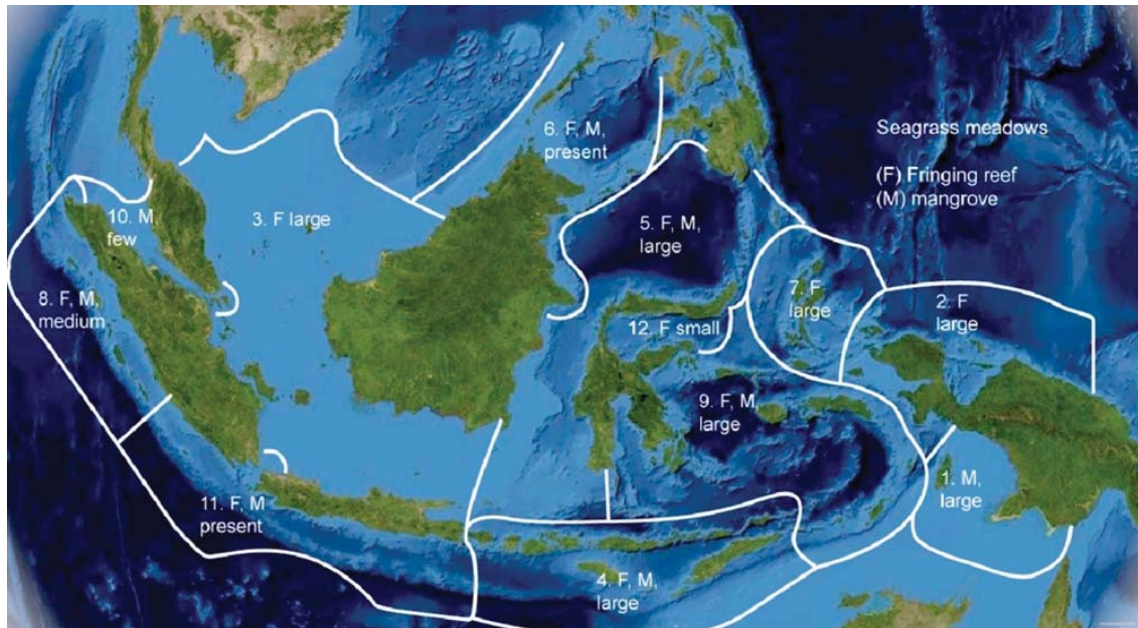 Seagrass meadows
(F) Fringing reef
(M) mangrove
6. F, M,
present
10. M,
few
3. F large
5. F, M,
large
8. F, M,
medium
7. F
large
2. F
large
12. F small
9. F, M,
large
1. M,
large
11. F, M
present
4. F, M,
large